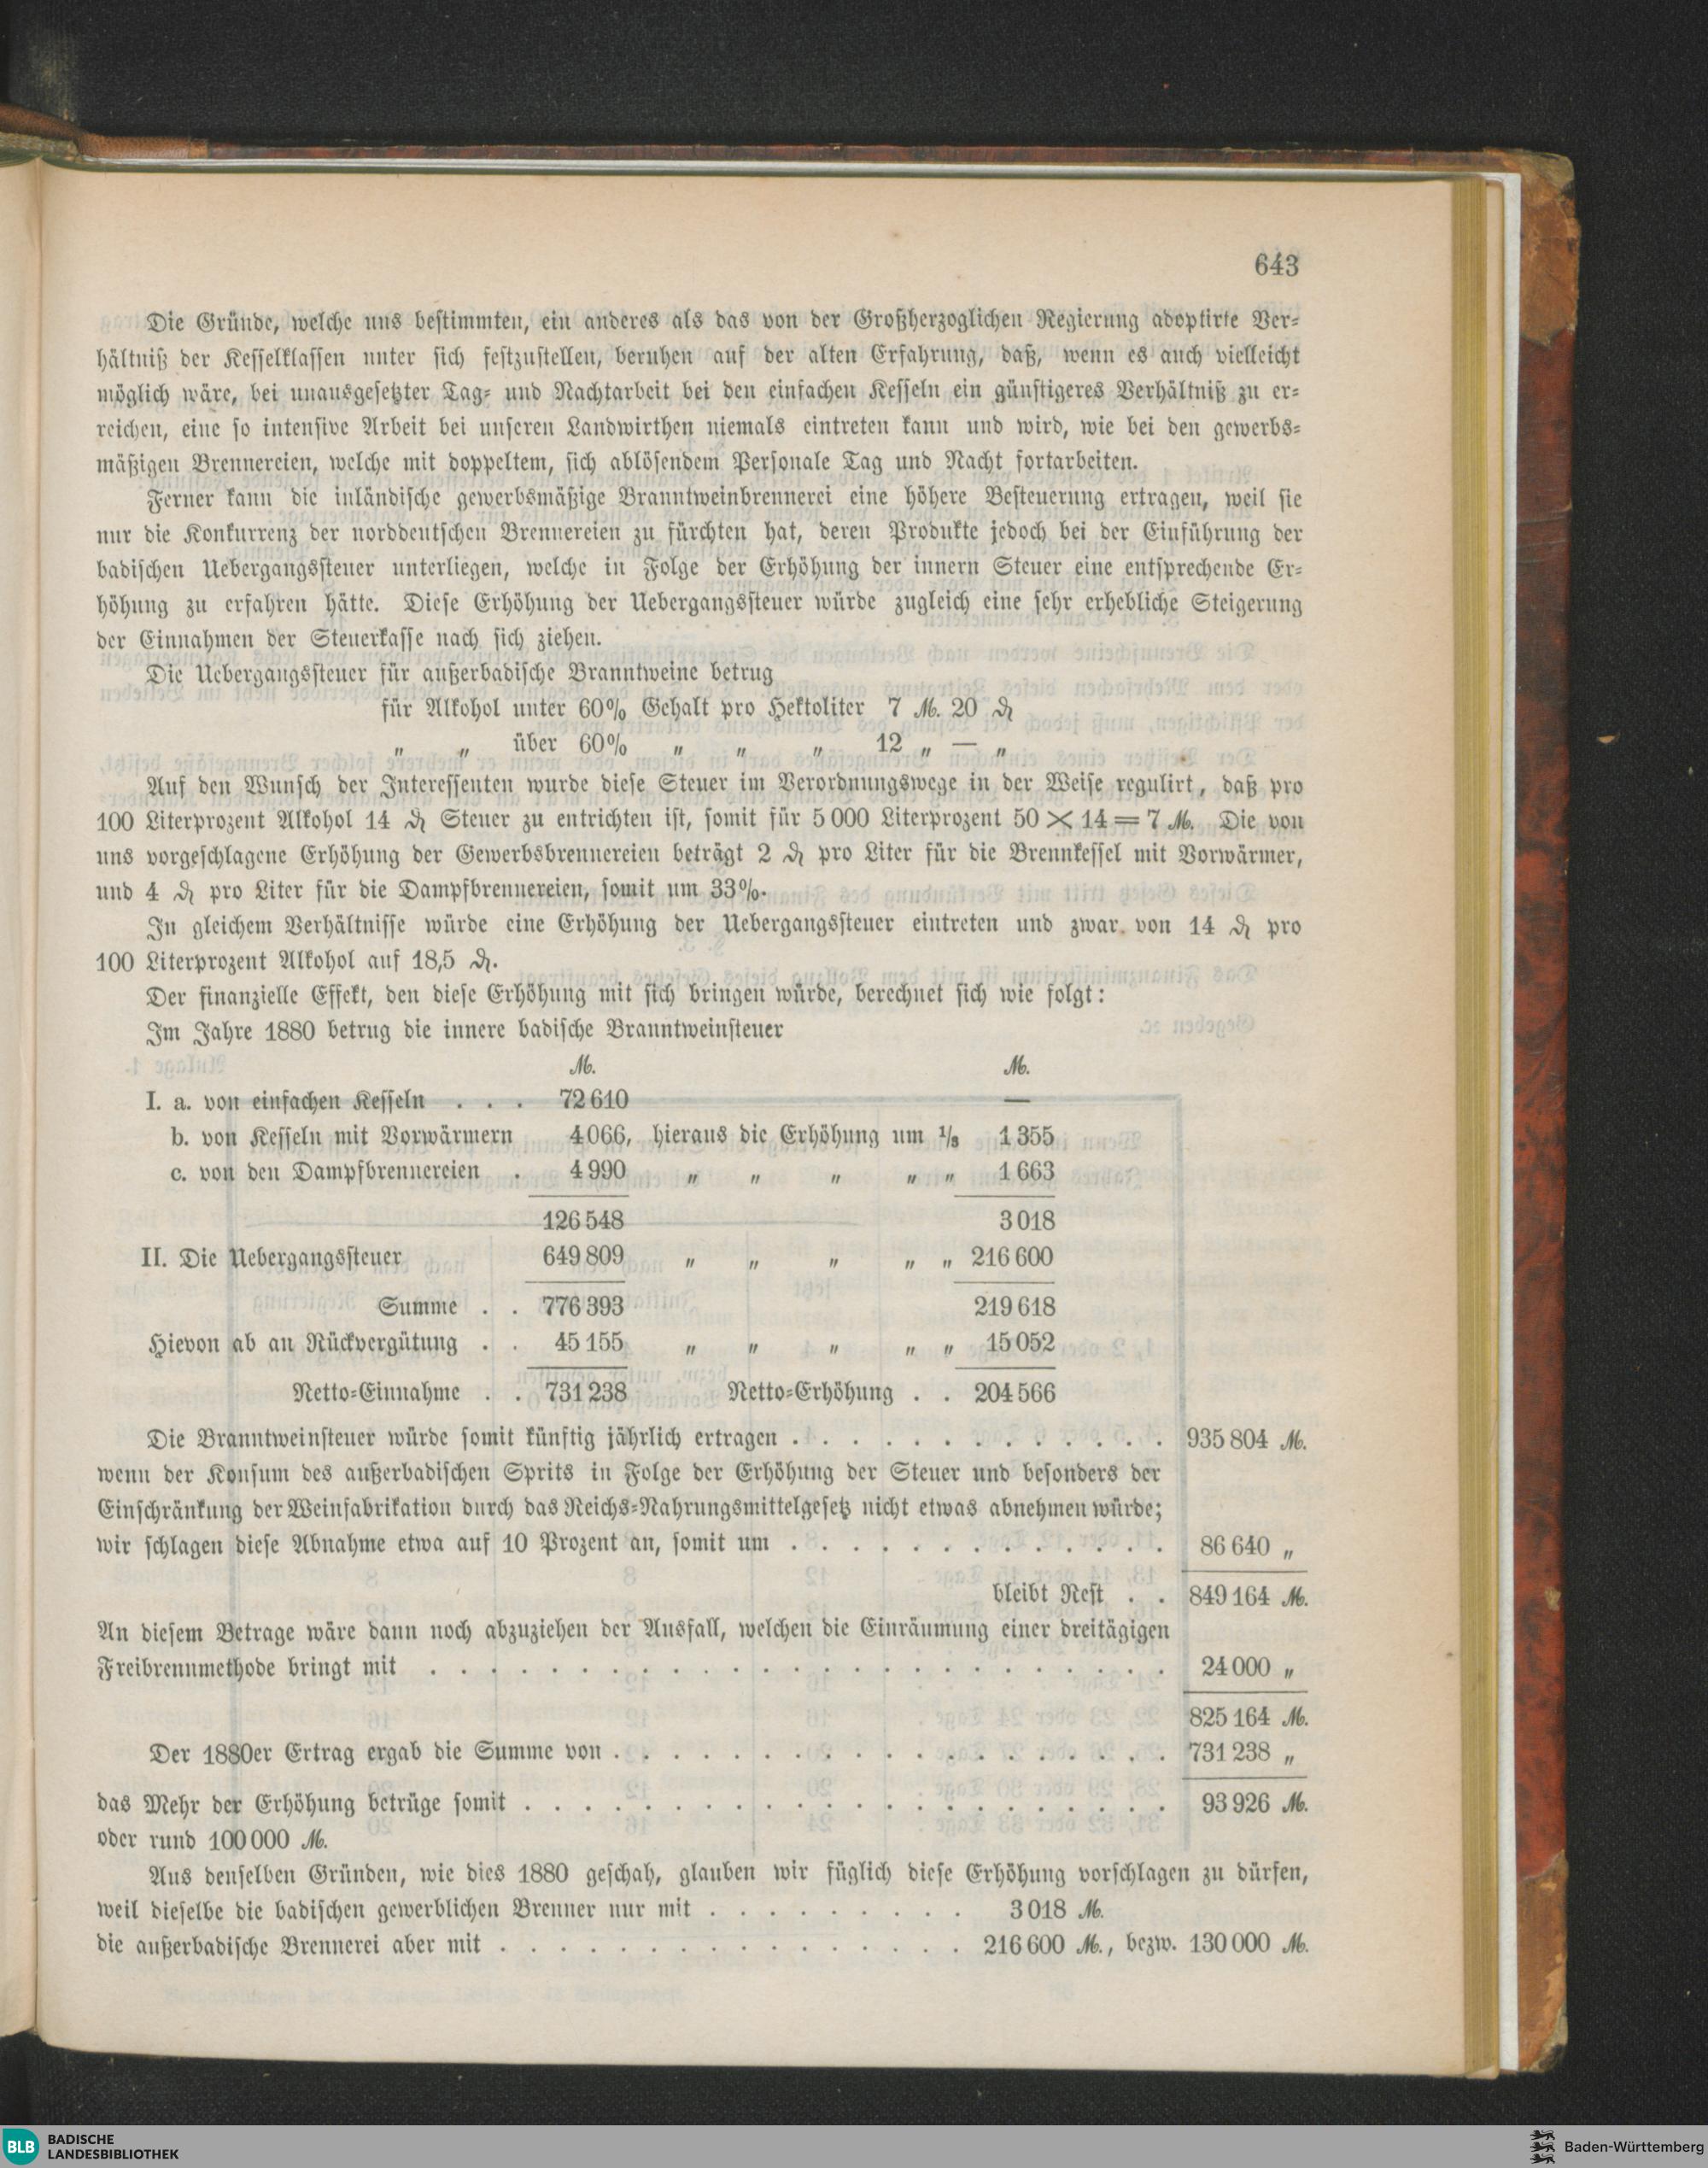 643
Die Gründe, welche uns bestimmten, ein anderes als das von der Großherzoglichen Regierung adoptirte Ver-
hältniß der Kesselklassen unter sich festzustellen, beruhen auf der alten Erfahrung, daß, wenn es auch vielleicht
möglich wäre, bei unausgesetzter Tag- und Nachtarbeit bei den einfachen Kesseln ein günstigeres Verhältniß zu er-
reichen, eine so intensive Arbeit bei unseren Landwirthen niemals eintreten kann und wird, wie bei den gewerbs-
mäßigen Brennereien, welche mit doppeltem, sich ablösendem Personale Tag und Nacht fortarbeiten.
Ferner kann die inländische gewerbsmäßige Branntweinbrennerei eine höhere Besteuerung ertragen, weil sie
nur die Konkurrenz der norddeutschen Brennereien zu fürchten hat, deren Produkte jedoch bei der Einführung der
badischen Uebergangssteuer unterliegen, welche in Folge der Erhöhung der innern Steuer eine entsprechende Er-
höhung zu erfahren hätte. Diese Erhöhung der Uebergangssteuer würde zugleich eine sehr erhebliche Steigerung
der Einnahmen der Steuerkasse nach sich ziehen.
Die Uebergangssteuer für außerbadische Branntweine betrug
für Alkohol unter 60% Gehalt pro Hektoliter 7 M. 20 ₰
„ „ über 60% „ „ „ 12 „ — „
Auf den Wunsch der Interessenten wurde diese Steuer im Verordnungswege in der Weise regulirt, daß pro
100 Literprozent Alkohol 14 ₰ Steuer zu entrichten ist, somit für 5 000 Literprozent 50 × 14 = 7 M. Die von
uns vorgeschlagene Erhöhung der Gewerbsbrennereien beträgt 2 ₰ pro Liter für die Brennkessel mit Vorwärmer,
und 4 ₰ pro Liter für die Dampfbrennereien, somit um 33%.
In gleichem Verhältnisse würde eine Erhöhung der Uebergangssteuer eintreten und zwar von 14 ₰ pro
100 Literprozent Alkohol auf 18,5 ₰.
Der finanzielle Effekt, den diese Erhöhung mit sich bringen würde, berechnet sich wie folgt:
Im Jahre 1880 betrug die innere badische Branntweinsteuer
M. M.
I. a. von einfachen Kesseln . . . 72 610 —
b. von Kesseln mit Vorwärmern 4 066, hieraus die Erhöhung um 1/3 1 355
c. von den Dampfbrennereien . 4 990 „ „ „ „ „ 1 663
126 548 3 018
II. Die Uebergangssteuer 649 809 „ „ „ „ „ 216 600
Summe . . 776 393 219 618
Hievon ab an Rückvergütung . . 45 155 „ „ „ „ „ 15 052
Netto-Einnahme . . 731 238 Netto-Erhöhung . . 204 566
Die Branntweinsteuer würde somit künftig jährlich ertragen . . . . . . . . . . . . . 935 804 M.
wenn der Konsum des außerbadischen Sprits in Folge der Erhöhung der Steuer und besonders der
Einschränkung der Weinfabrikation durch das Reichs-Nahrungsmittelgesetz nicht etwas abnehmen würde;
wir schlagen diese Abnahme etwa auf 10 Prozent an, somit um . . . . . . . . . . . . . 86 640 „
bleibt Rest . . 849 164 M.
An diesem Betrage wäre dann noch abzuziehen der Ausfall, welchen die Einräumung einer dreitägigen
Freibrennmethode bringt mit . . . . . . . . . . . . . . . . . . . . . . . . . 24 000 „
825 164 M.
Der 1880er Ertrag ergab die Summe von . . . . . . . . . . . . . . . . . . . 731 238 „
das Mehr der Erhöhung betrüge somit . . . . . . . . . . . . . . . . . . . . . . 93 926 M.
oder rund 100 000 M.
Aus denselben Gründen, wie dies 1880 geschah, glauben wir füglich diese Erhöhung vorschlagen zu dürfen,
weil dieselbe die badischen gewerblichen Brenner nur mit . . . . . . . . . 3 018 M.
die außerbadische Brennerei aber mit . . . . . . . . . . . . . . . . 216 600 M., bezw. 130 000 M.
BLB BADISCHE
LANDESBIBLIOTHEK
Baden-Württemberg